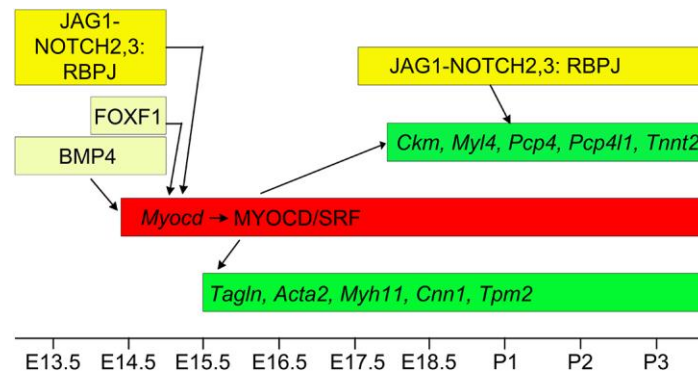 JAG1-
NOTCH2,3:
RBPJ
JAG1-NOTCH2,3: RBPJ
FOXF1
Ckm, Myl4, Pcp4, Pcp4l1, Tnnt2
BMP4
Myocd → MYOCD/SRF
Tagln, Acta2, Myh11, Cnn1, Tpm2
E13.5 E14.5 E15.5 E16.5 E17.5 E18.5 P1 P2 P3